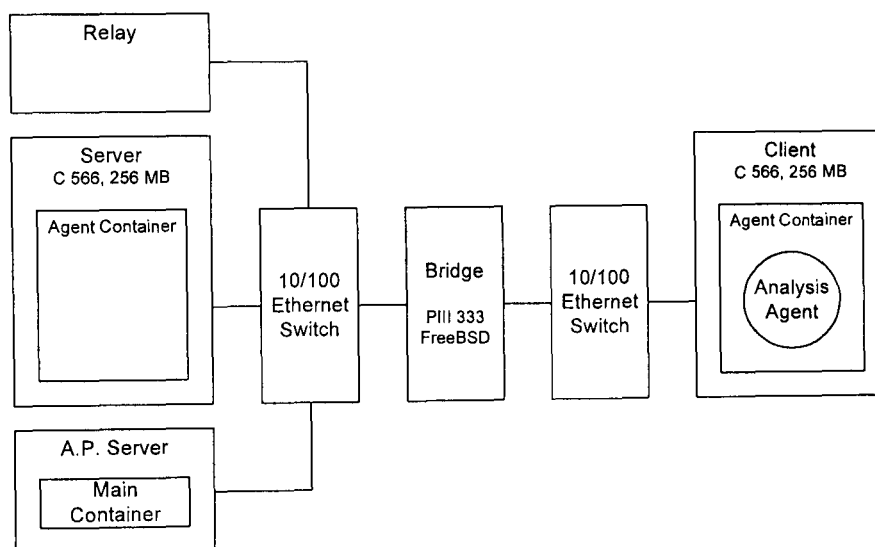 Relay
Server
C 566, 256 MB
Agent Container
A.P. Server
Main
Container
10/100
Ethernet
Switch
Bridge
PIII 333
FreeBSD
10/100
Ethernet
Switch
Client
C 566, 256 MB
Agent Container
Analysis
Agent